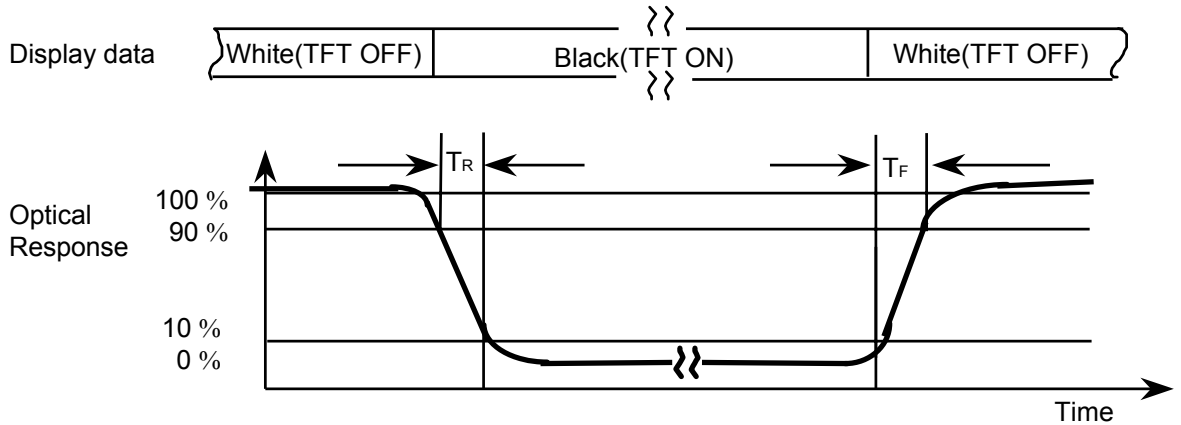 Display data
White(TFT OFF)
Black(TFT ON)
White(TFT OFF)
TR
TF
Optical
Response
100 %
90 %
10 %
0 %
Time